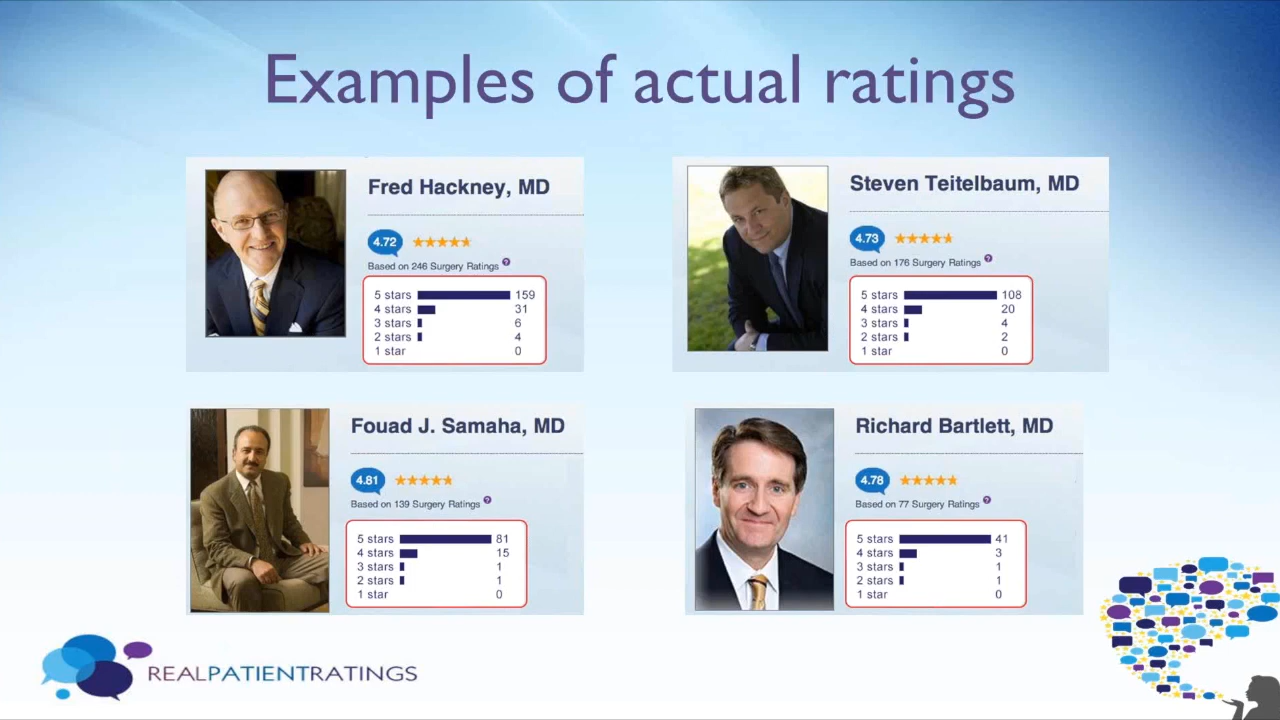 Examples of actual ratings
Fred Hackney, MD
4.72
Based on 246 Surgery Ratings ?
5 stars 159
4 stars 31
3 stars 6
2 stars 4
1 star 0
Steven Teitelbaum, MD
4.73
Based on 176 Surgery Ratings ?
5 stars 108
4 stars 20
3 stars 4
2 stars 2
1 star 0
Fouad J. Samaha, MD
4.81
Based on 139 Surgery Ratings ?
5 stars 81
4 stars 15
3 stars 1
2 stars 1
1 star 0
Richard Bartlett, MD
4.78
Based on 77 Surgery Ratings ?
5 stars 41
4 stars 3
3 stars 1
2 stars 1
1 star 0
REALPATIENTRATINGS